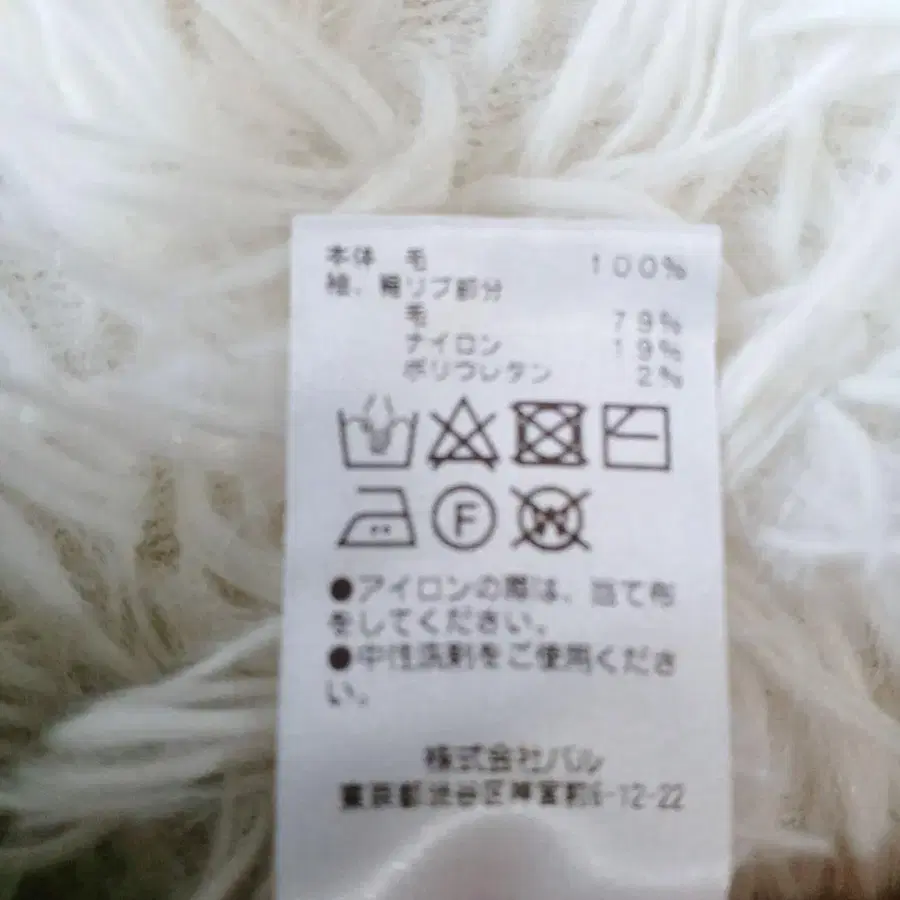 本体 毛 100%
袖、裾リブ部分
毛 79%
ナイロン 19%
ポリウレタン 2%
F W
●アイロンの際は、当て布
をしてください。
●中性洗剤をご使用くださ
い。
株式会社パル
東京都渋谷区神宮前6-12-22